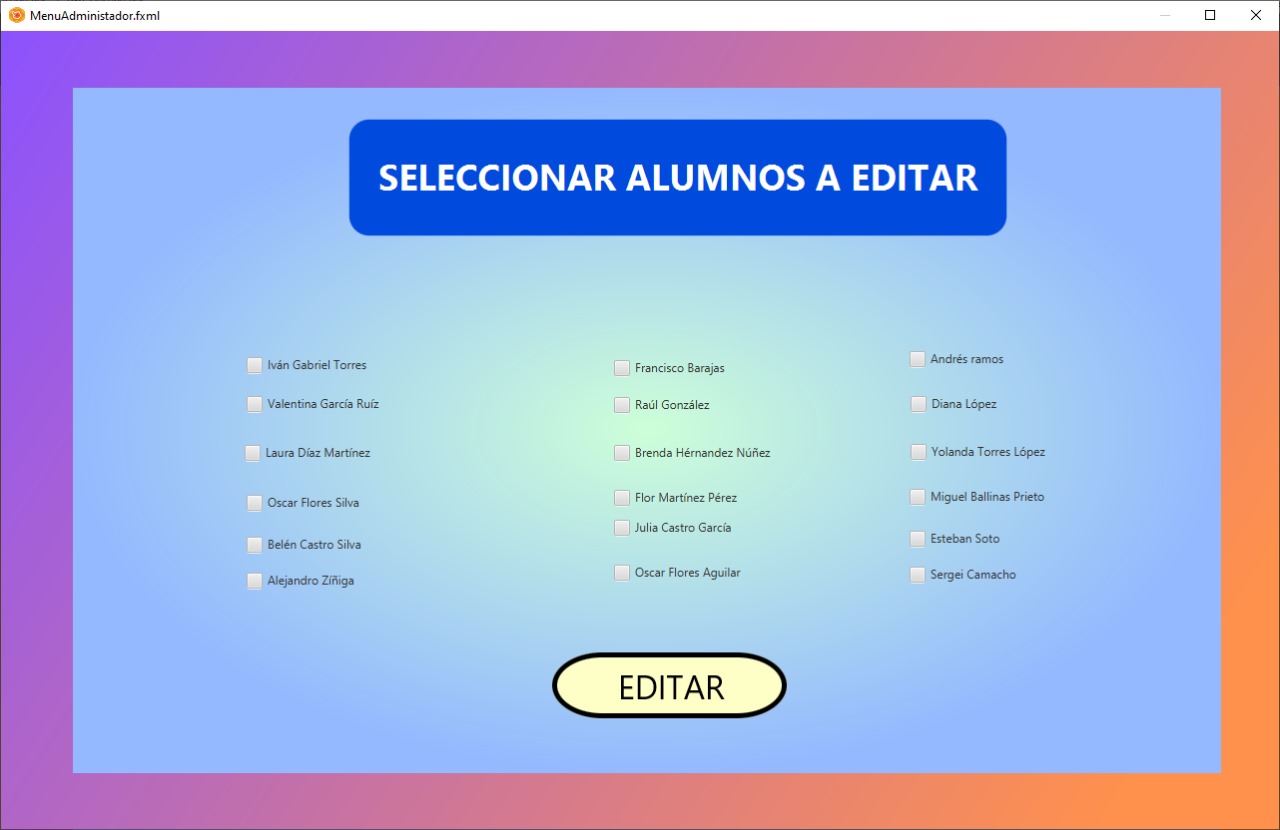 MenuAdministador.fxml
SELECCIONAR ALUMNOS A EDITAR
Iván Gabriel Torres
Valentina García Ruíz
Laura Díaz Martínez
Oscar Flores Silva
Belén Castro Silva
Alejandro Zíñiga
Francisco Barajas
Raúl González
Brenda Hérnandez Núñez
Flor Martínez Pérez
Julia Castro García
Oscar Flores Aguilar
Andrés ramos
Diana López
Yolanda Torres López
Miguel Ballinas Prieto
Esteban Soto
Sergei Camacho
EDITAR